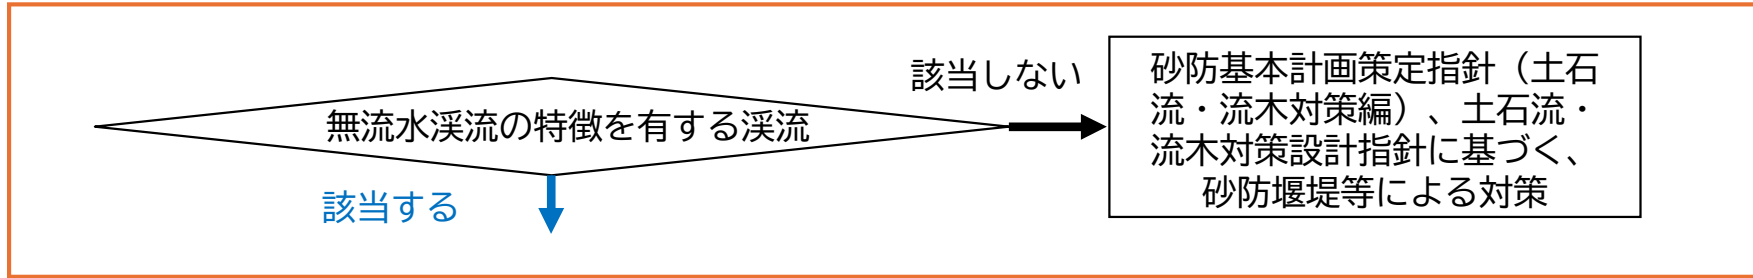 該当しない
無流水渓流の特徴を有する渓流
該当する
砂防基本計画策定指針（土石
流・流木対策編）、土石流・
流木対策設計指針に基づく、
砂防堰堤等による対策